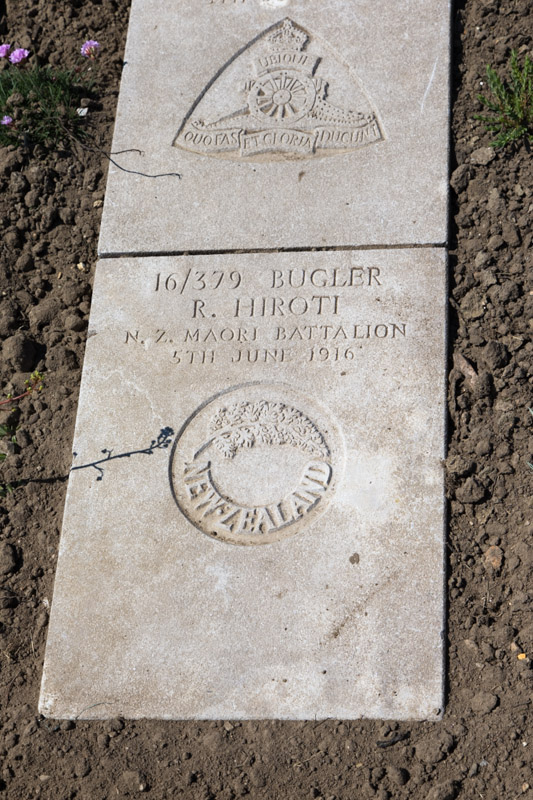 UBIQUE
QUO FAS ET GLORIA DUCUNT
16/379 BUGLER
R. HIROTI
N. Z. MAORI BATTALION
5TH JUNE 1916
NEW ZEALAND